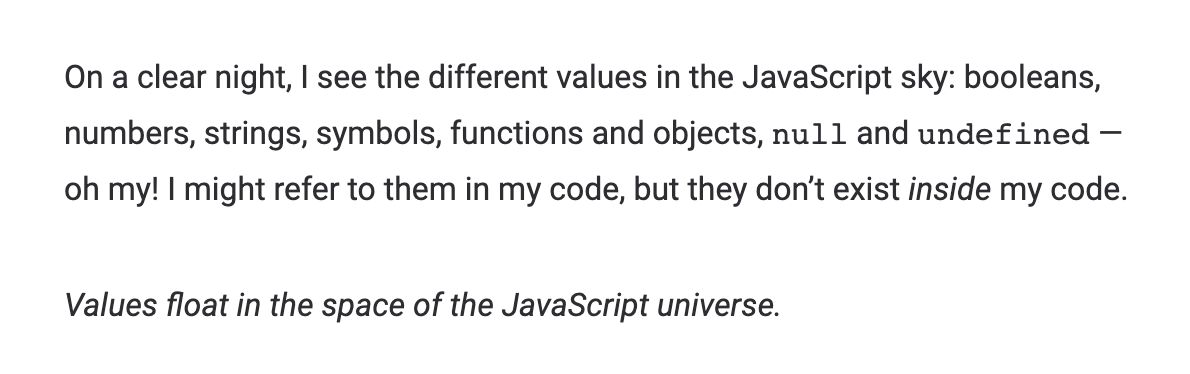 On a clear night, I see the different values in the JavaScript sky: booleans,
numbers, strings, symbols, functions and objects, null and undefined —
oh my! I might refer to them in my code, but they don’t exist inside my code.
Values float in the space of the JavaScript universe.